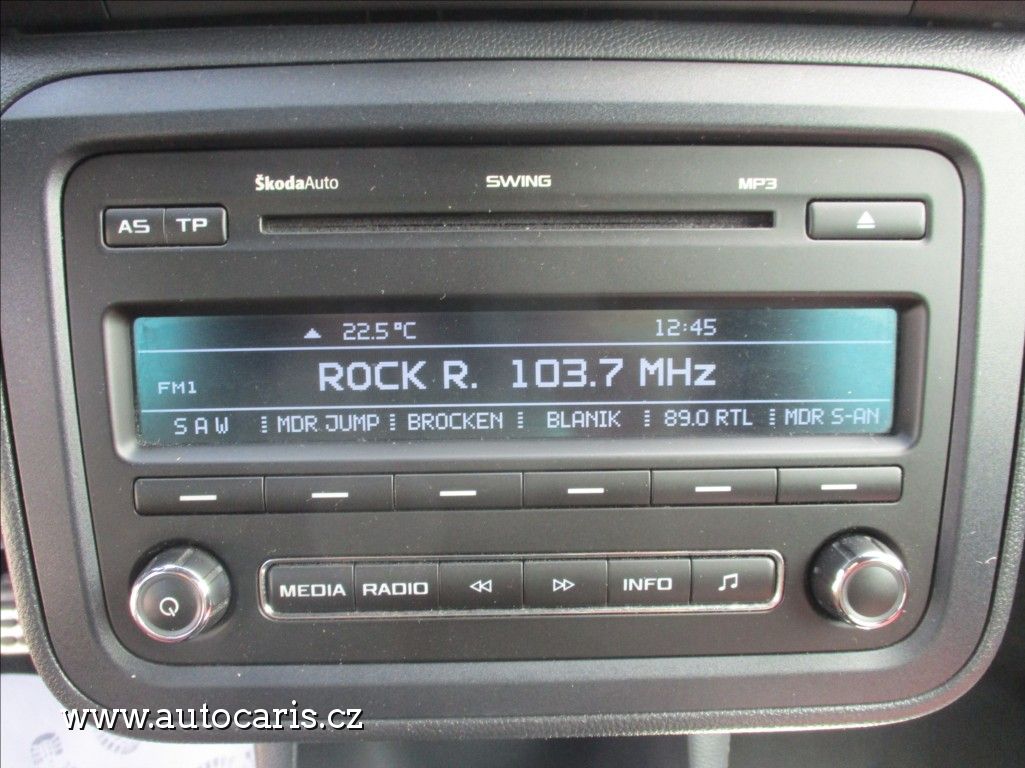 ŠkodaAuto SWING MP3
AS TP
22.5°C 12:45
FM1 ROCK R. 103.7 MHz
SAW MDR JUMP BROCKEN BLANIK 89.0 RTL MDR S-AN
MEDIA RADIO INFO
www.autocaris.cz